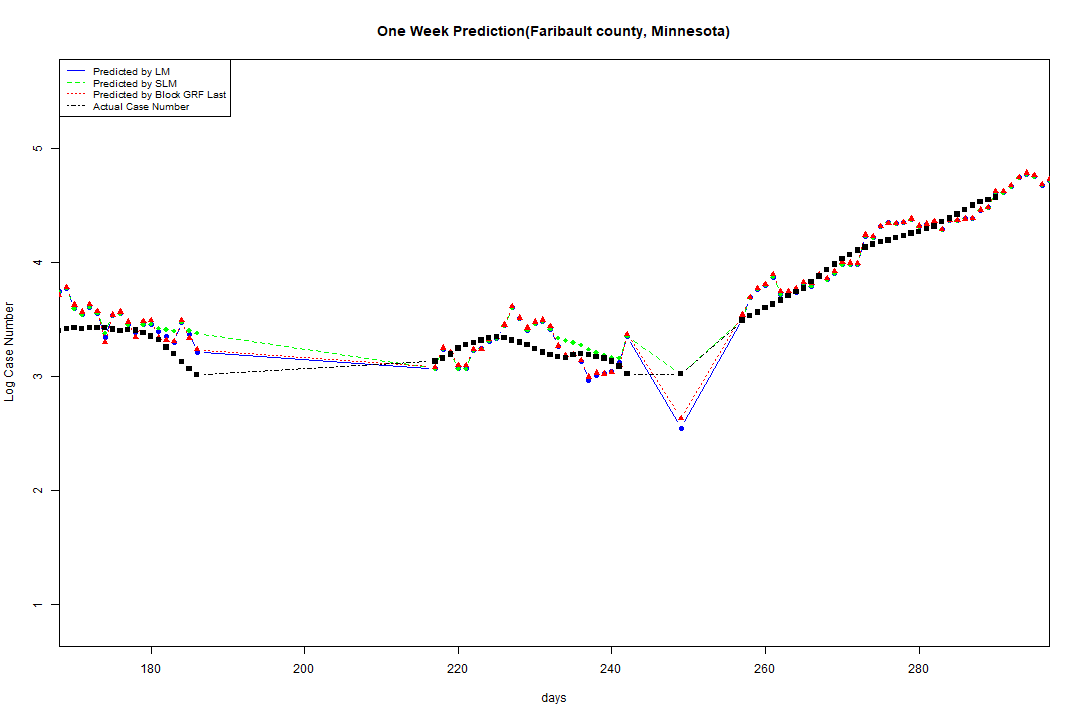 One Week Prediction(Faribault county, Minnesota)
Predicted by LM
Predicted by SLM
Predicted by Block GRF Last
Actual Case Number
Log Case Number
5
4
3
2
1
180 200 220 240 260 280
days